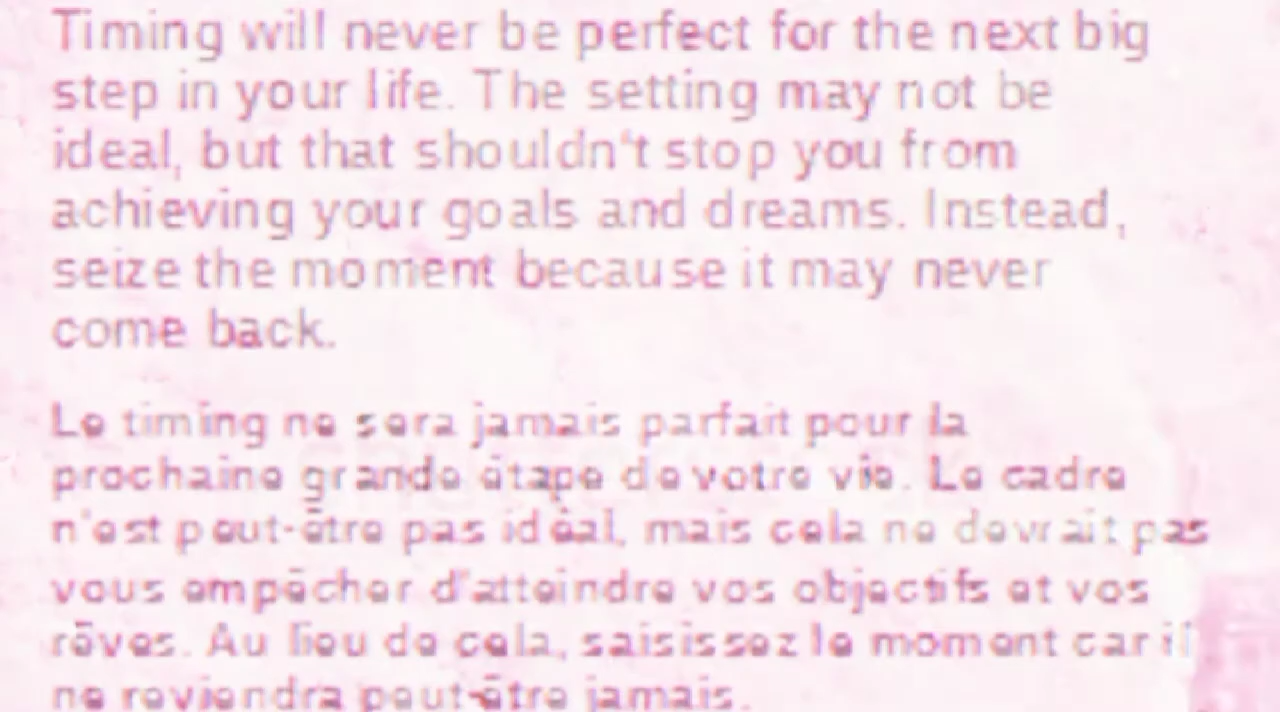 Timing will never be perfect for the next big
step in your life. The setting may not be
ideal, but that shouldn't stop you from
achieving your goals and dreams. Instead,
seize the moment because it may never
come back.
Le timing ne sera jamais parfait pour la
prochaine grande étape de votre vie. Le cadre
n'est peut-être pas idéal, mais cela ne devrait pas
vous empêcher d'atteindre vos objectifs et vos
rêves. Au lieu de cela, saisissez le moment car il
ne reviendra peut-être jamais.